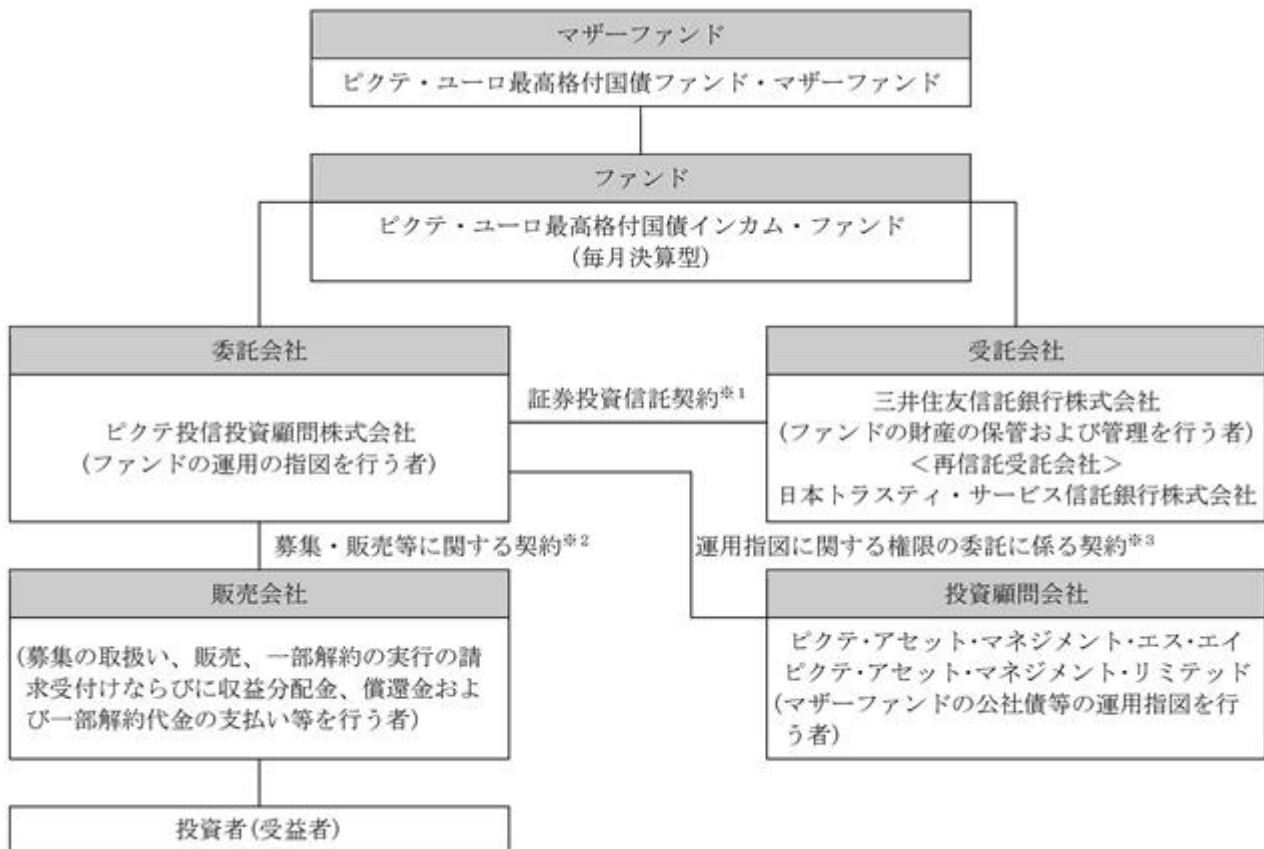 マザーファンド
ピクテ・ユーロ最高格付国債ファンド・マザーファンド
ファンド
ピクテ・ユーロ最高格付国債インカム・ファンド
(毎月決算型)
委託会社
ピクテ投信投資顧問株式会社
(ファンドの運用の指図を行う者)
証券投資信託契約※1
受託会社
三井住友信託銀行株式会社
(ファンドの財産の保管および管理を行う者)
＜再信託受託会社＞
日本トラスティ・サービス信託銀行株式会社
募集・販売等に関する契約※2
運用指図に関する権限の委託に係る契約※3
販売会社
(募集の取扱い、販売、一部解約の実行の請
求受付けならびに収益分配金、償還金およ
び一部解約代金の支払い等を行う者)
投資顧問会社
ピクテ・アセット・マネジメント・エス・エイ
ピクテ・アセット・マネジメント・リミテッド
(マザーファンドの公社債等の運用指図を行
う者)
投資者(受益者)